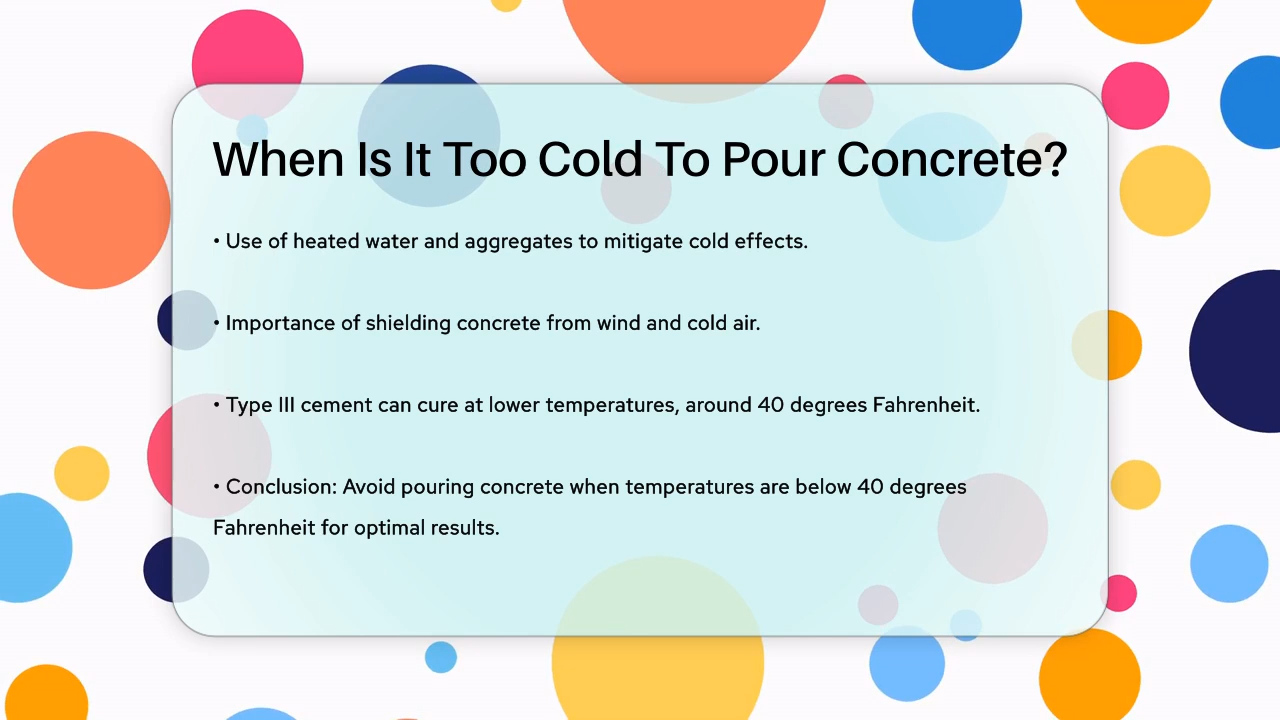 When Is It Too Cold To Pour Concrete?
• Use of heated water and aggregates to mitigate cold effects.
• Importance of shielding concrete from wind and cold air.
• Type III cement can cure at lower temperatures, around 40 degrees Fahrenheit.
• Conclusion: Avoid pouring concrete when temperatures are below 40 degrees
Fahrenheit for optimal results.